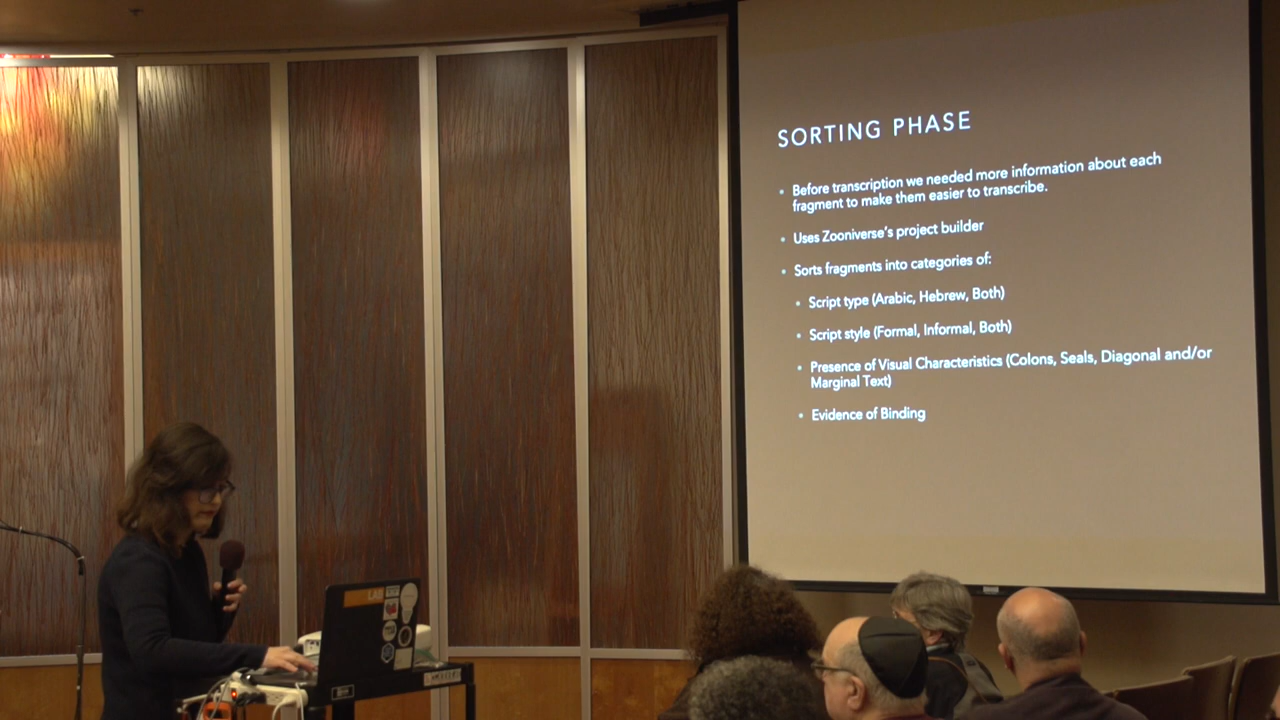 SORTING PHASE
• Before transcription we needed more information about each
fragment to make them easier to transcribe.
• Uses Zooniverse's project builder
• Sorts fragments into categories of:
• Script type (Arabic, Hebrew, Both)
• Script style (Formal, Informal, Both)
• Presence of Visual Characteristics (Colons, Seals, Diagonal and/or
Marginal Text)
• Evidence of Binding
LAB